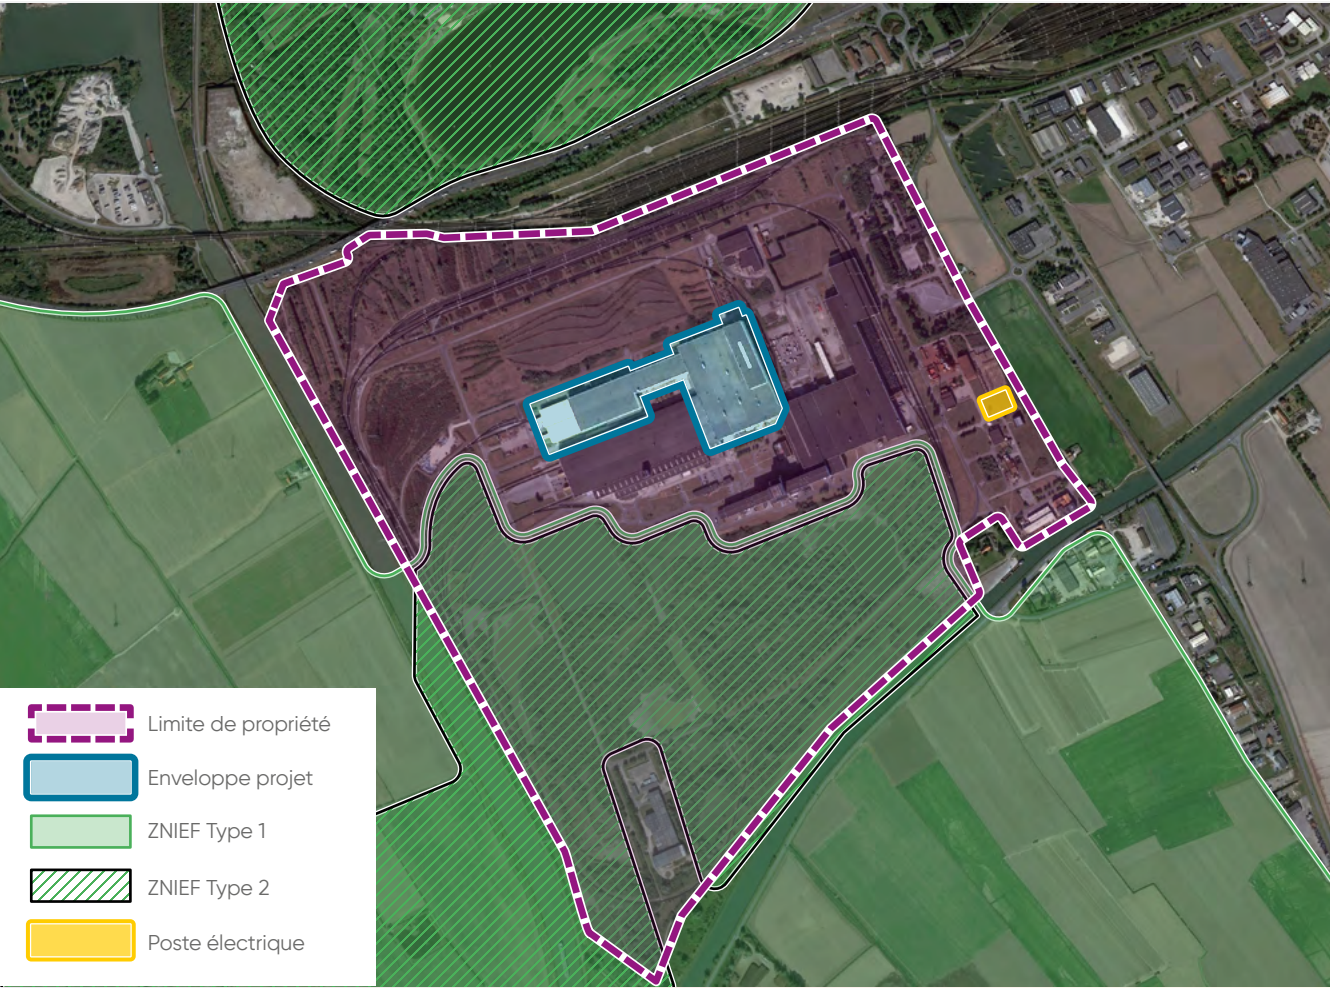 Limite de propriété
Enveloppe projet
ZNIEF Type 1
ZNIEF Type 2
Poste électrique